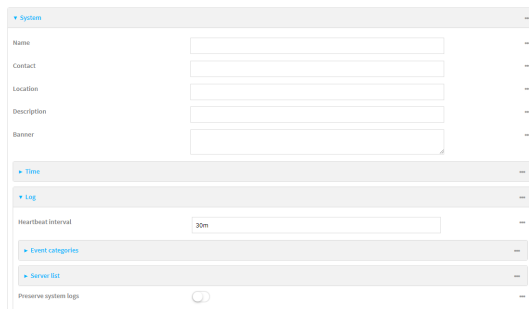 ▾ System
Name
Contact
Location
Description
Banner
▸ Time
▾ Log
Heartbeat interval
30m
▸ Event categories
▸ Server list
Preserve system logs